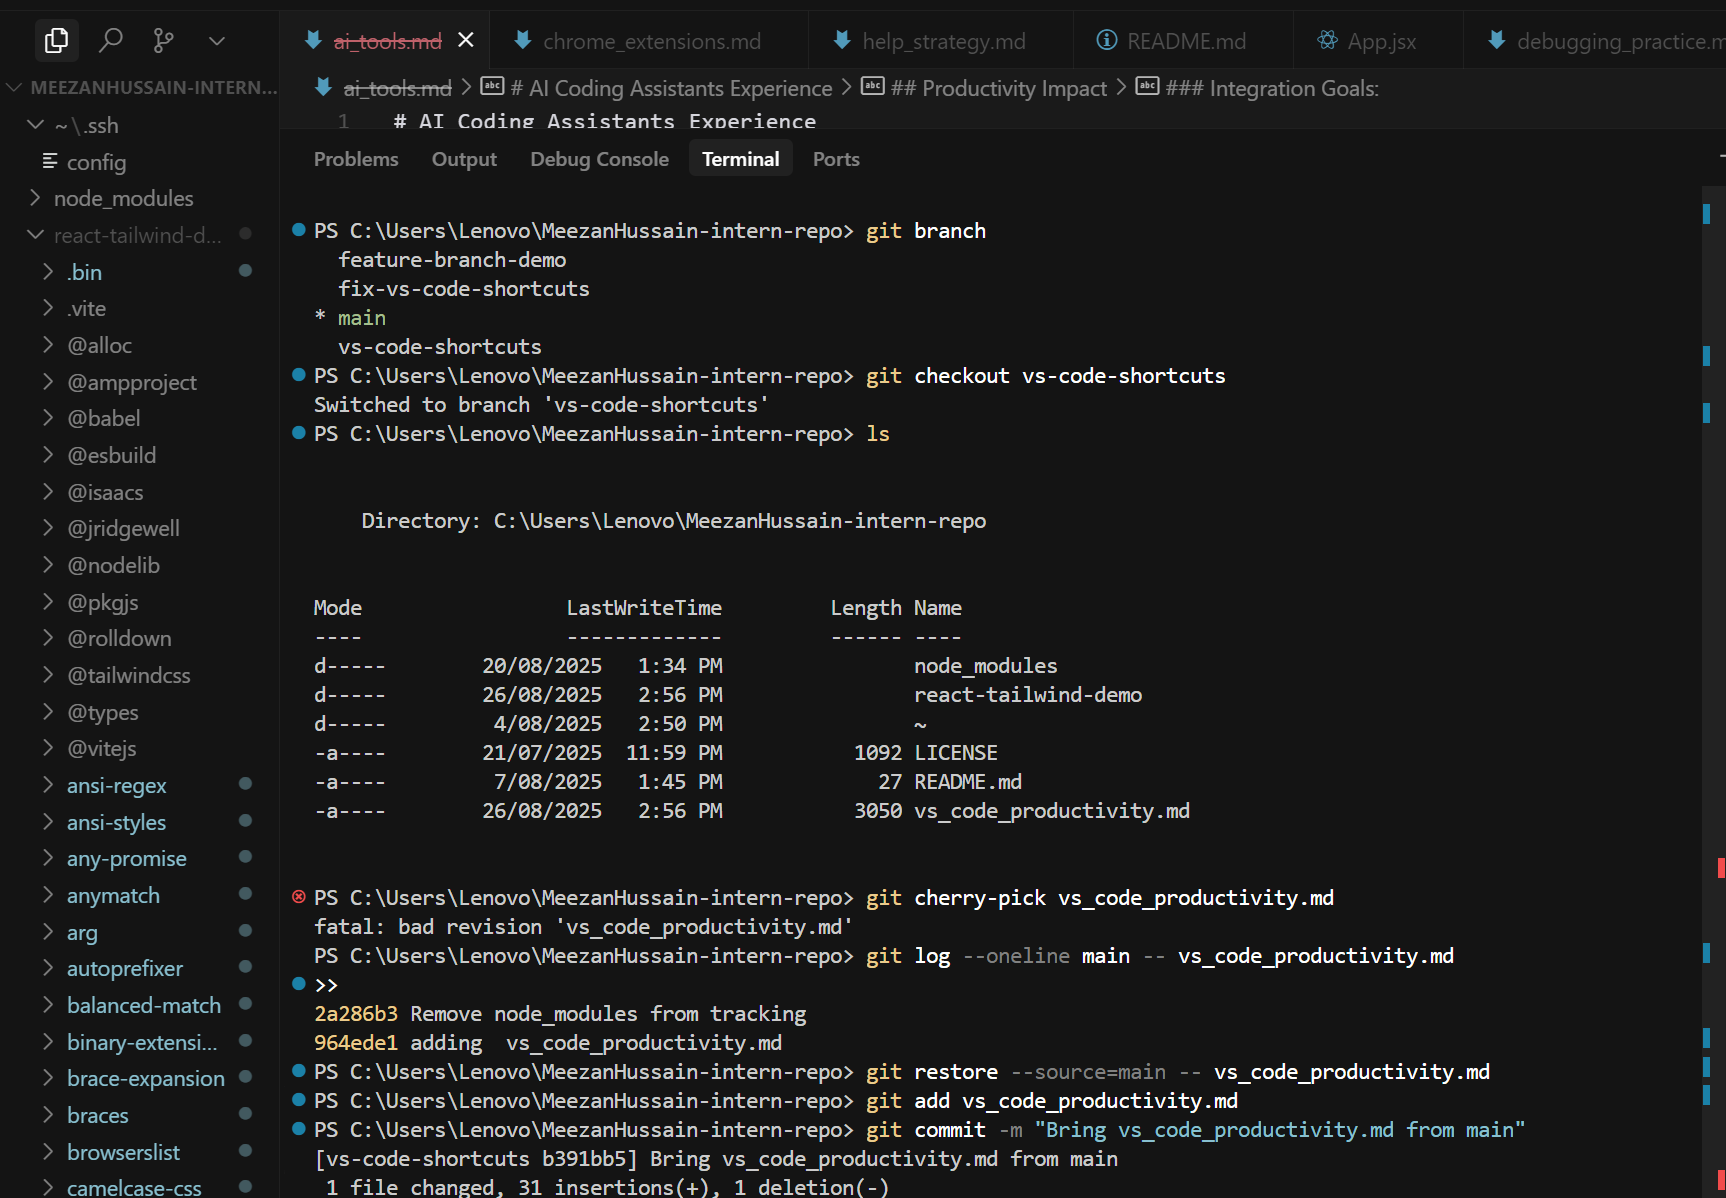 ai_tools.md
chrome_extensions.md
help_strategy.md
README.md
App.jsx
debugging_practice.m
MEEZANHUSSAIN-INTERN...
~\.ssh
config
node_modules
react-tailwind-d...
.bin
.vite
@alloc
@ampproject
@babel
@esbuild
@isaacs
@jridgewell
@nodelib
@pkgjs
@rolldown
@tailwindcss
@types
@vitejs
ansi-regex
ansi-styles
any-promise
anymatch
arg
autoprefixer
balanced-match
binary-extensi...
brace-expansion
braces
browserslist
camelcase-css
ai_tools.md > abc # AI Coding Assistants Experience > abc ## Productivity Impact > abc ### Integration Goals:
1 # AI Coding Assistants Experience
Problems Output Debug Console Terminal Ports
PS C:\Users\Lenovo\MeezanHussain-intern-repo> git branch
feature-branch-demo
fix-vs-code-shortcuts
* main
vs-code-shortcuts
PS C:\Users\Lenovo\MeezanHussain-intern-repo> git checkout vs-code-shortcuts
Switched to branch 'vs-code-shortcuts'
PS C:\Users\Lenovo\MeezanHussain-intern-repo> ls
Directory: C:\Users\Lenovo\MeezanHussain-intern-repo
Mode LastWriteTime Length Name
---- ------------- ------ ----
d----- 20/08/2025 1:34 PM node_modules
d----- 26/08/2025 2:56 PM react-tailwind-demo
d----- 4/08/2025 2:50 PM ~
-a---- 21/07/2025 11:59 PM 1092 LICENSE
-a---- 7/08/2025 1:45 PM 27 README.md
-a---- 26/08/2025 2:56 PM 3050 vs_code_productivity.md
PS C:\Users\Lenovo\MeezanHussain-intern-repo> git cherry-pick vs_code_productivity.md
fatal: bad revision 'vs_code_productivity.md'
PS C:\Users\Lenovo\MeezanHussain-intern-repo> git log --oneline main -- vs_code_productivity.md
>>
2a286b3 Remove node_modules from tracking
964ede1 adding  vs_code_productivity.md
PS C:\Users\Lenovo\MeezanHussain-intern-repo> git restore --source=main -- vs_code_productivity.md
PS C:\Users\Lenovo\MeezanHussain-intern-repo> git add vs_code_productivity.md
PS C:\Users\Lenovo\MeezanHussain-intern-repo> git commit -m "Bring vs_code_productivity.md from main"
[vs-code-shortcuts b391bb5] Bring vs_code_productivity.md from main
1 file changed, 31 insertions(+), 1 deletion(-)